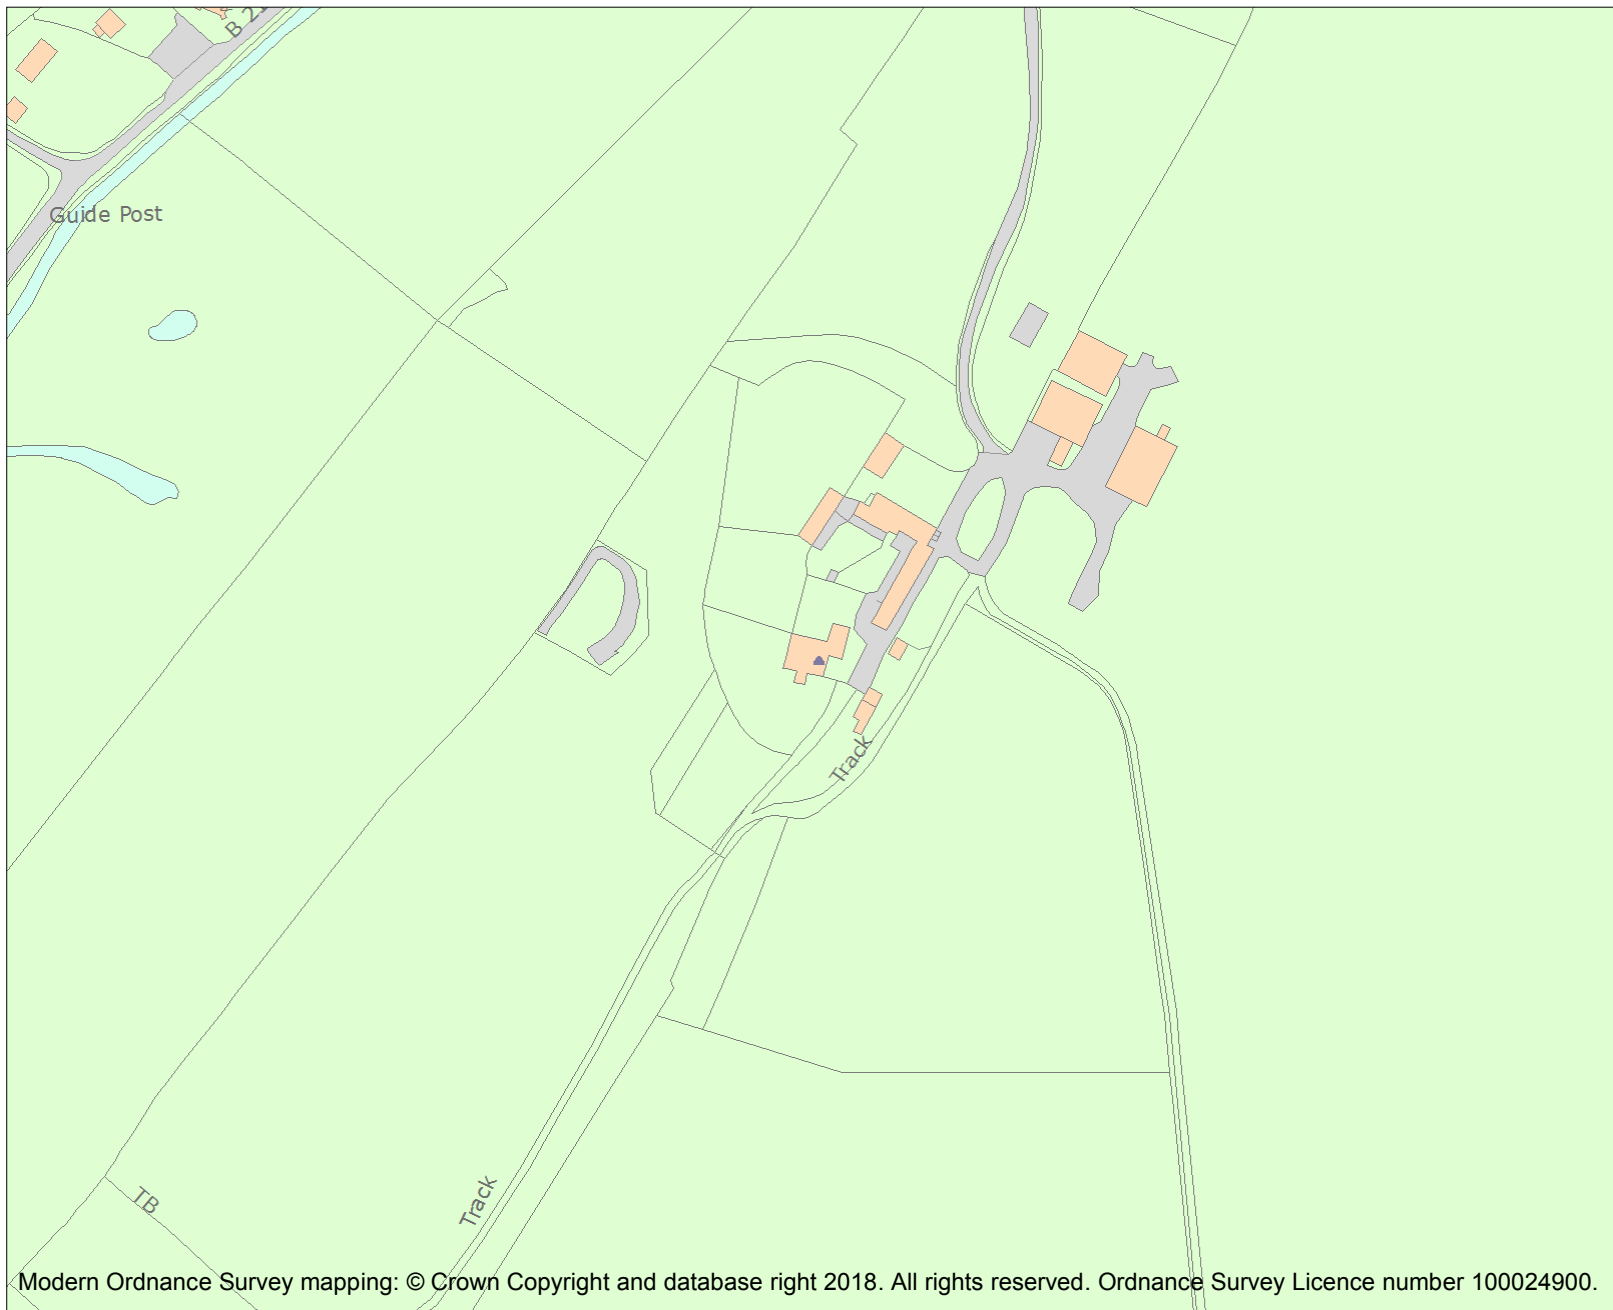 B
Guide Post
Track
Track
TB
Modern Ordnance Survey mapping: © Crown Copyright and database right 2018. All rights reserved. Ordnance Survey Licence number 100024900.